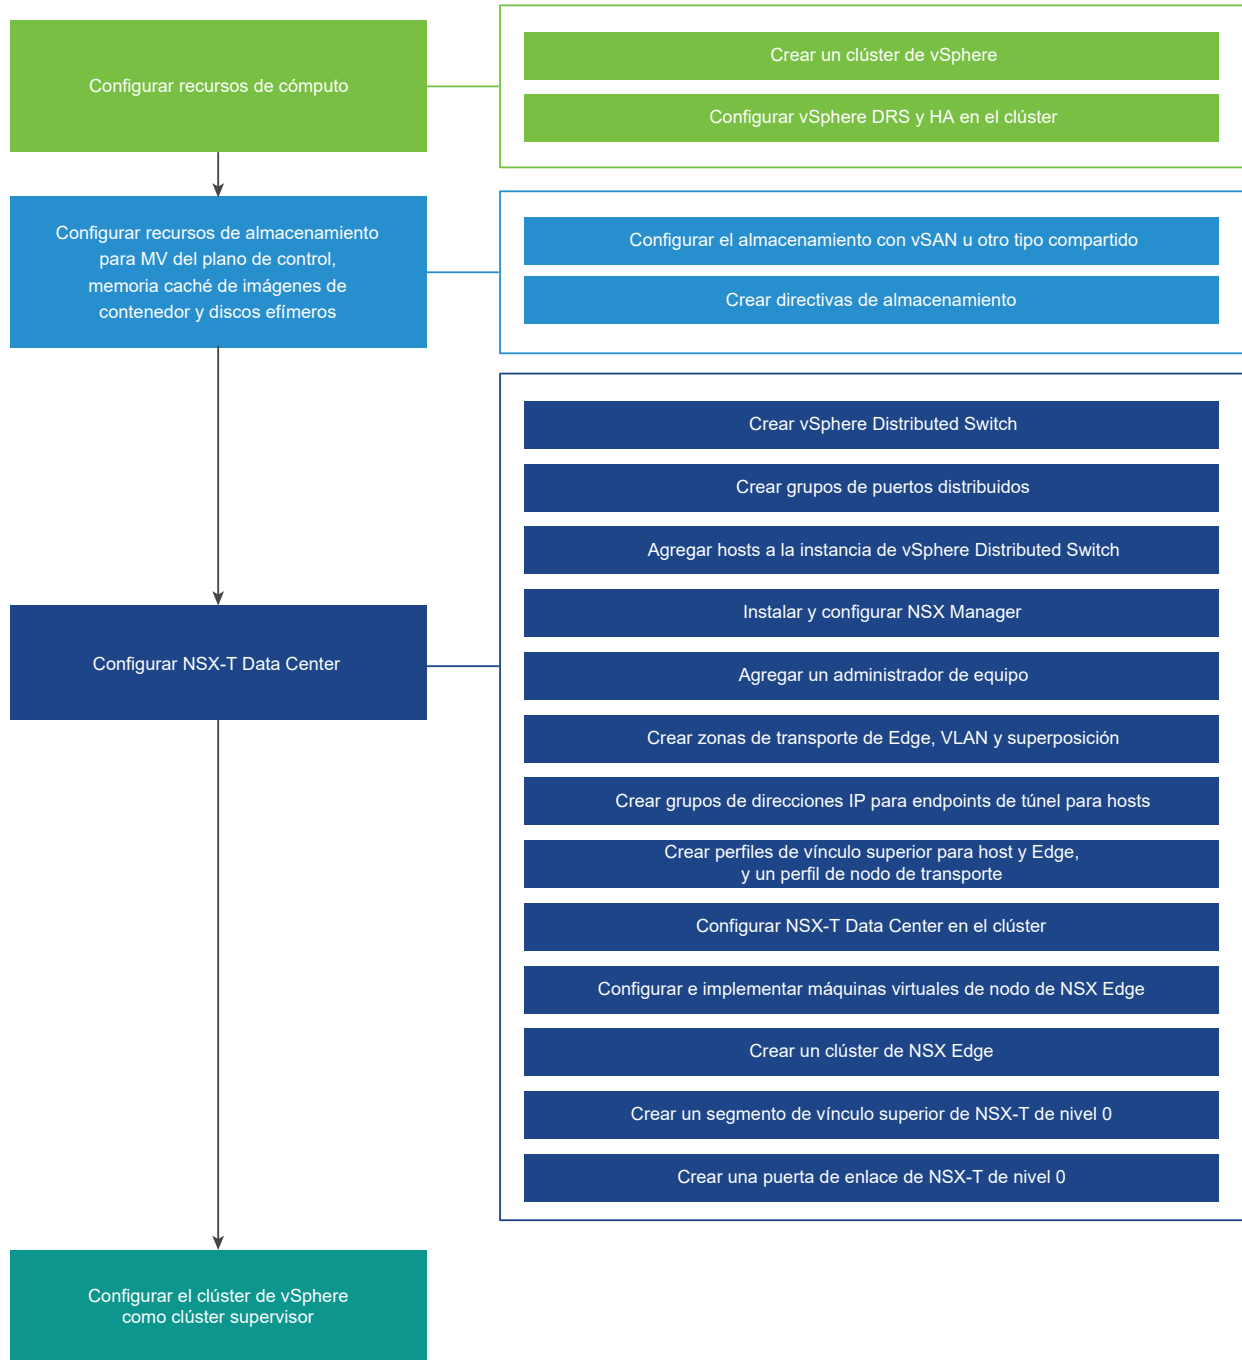 Configurar recursos de cómputo
Crear un clúster de vSphere
Configurar vSphere DRS y HA en el clúster
Configurar recursos de almacenamiento
para MV del plano de control,
memoria caché de imágenes de
contenedor y discos efímeros
Configurar el almacenamiento con vSAN u otro tipo compartido
Crear directivas de almacenamiento
Configurar NSX-T Data Center
Crear vSphere Distributed Switch
Crear grupos de puertos distribuidos
Agregar hosts a la instancia de vSphere Distributed Switch
Instalar y configurar NSX Manager
Agregar un administrador de equipo
Crear zonas de transporte de Edge, VLAN y superposición
Crear grupos de direcciones IP para endpoints de túnel para hosts
Crear perfiles de vínculo superior para host y Edge,
y un perfil de nodo de transporte
Configurar NSX-T Data Center en el clúster
Configurar e implementar máquinas virtuales de nodo de NSX Edge
Crear un clúster de NSX Edge
Crear un segmento de vínculo superior de NSX-T de nivel 0
Crear una puerta de enlace de NSX-T de nivel 0
Configurar el clúster de vSphere
como clúster supervisor